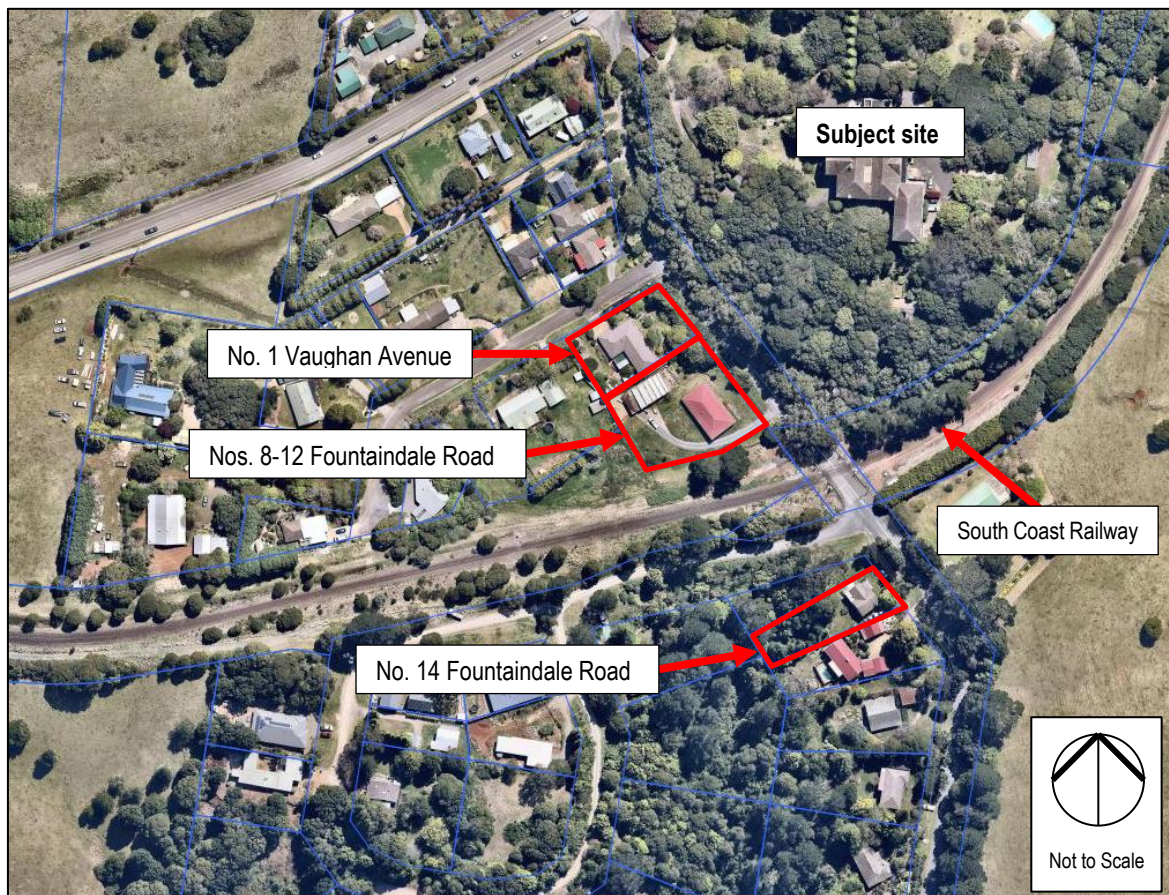 Subject site
No. 1 Vaughan Avenue
Nos. 8-12 Fountaindale Road
South Coast Railway
No. 14 Fountaindale Road
Not to Scale